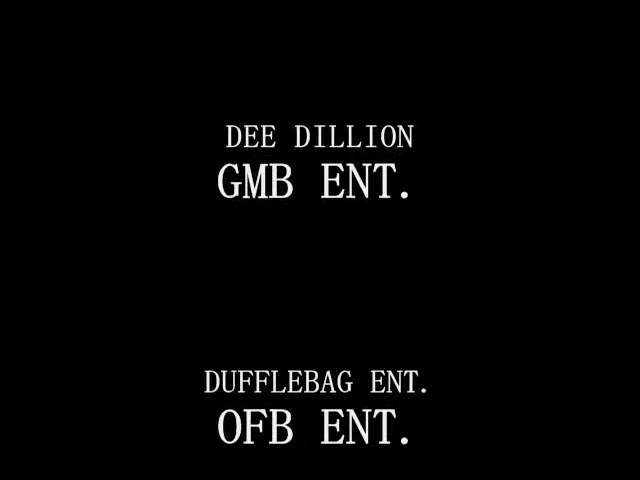 DEE DILLION
GMB ENT.
DUFFLEBAG ENT.
OFB ENT.